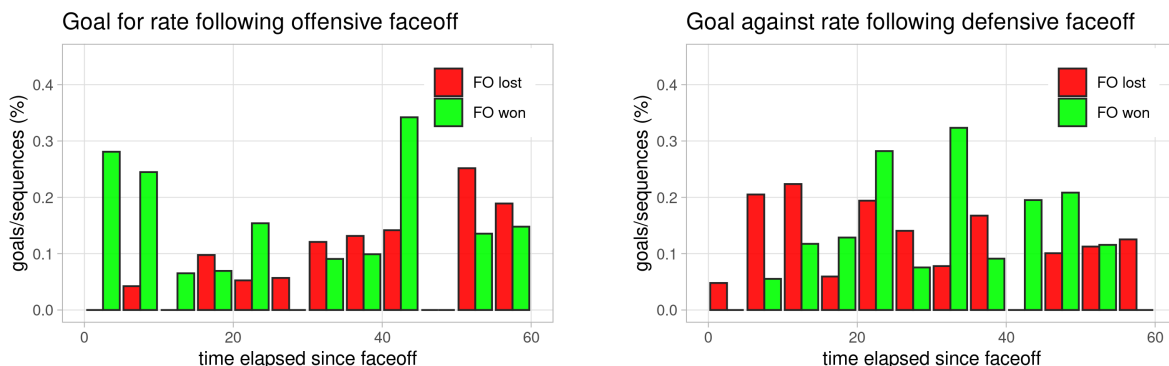 Goal for rate following offensive faceoff
goals/sequences (%)
0.4
0.3
0.2
0.1
0.0
FO lost
FO won
0
20
40
60
time elapsed since faceoff
Goal against rate following defensive faceoff
goals/sequences (%)
0.4
0.3
0.2
0.1
0.0
FO lost
FO won
0
20
40
60
time elapsed since faceoff